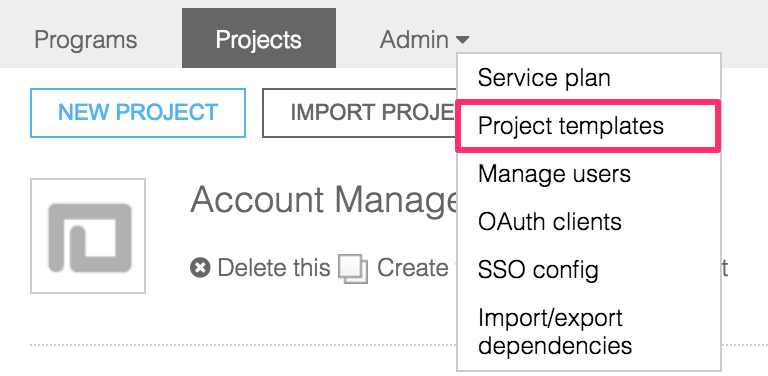 Programs Projects Admin
Service plan
NEW PROJECT IMPORT PROJE
Project templates
Manage users
Account Manage
OAuth clients
Delete this Create t
SSO config
Import/export
dependencies